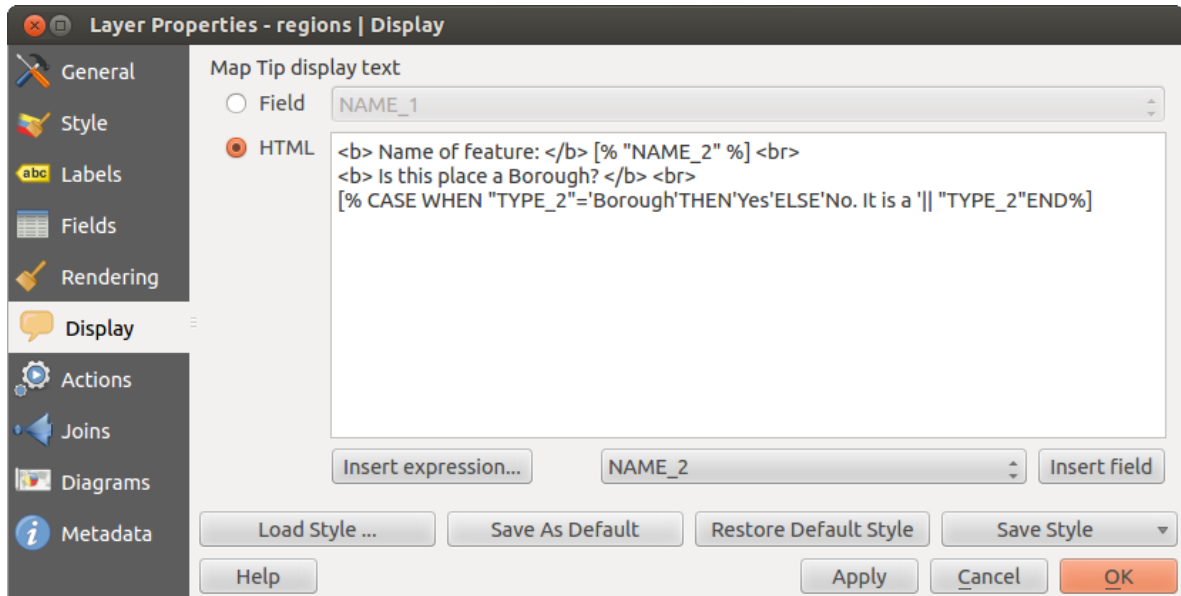 Layer Properties - regions | Display
General
Style
abc Labels
Fields
Rendering
Display
Actions
Joins
Diagrams
i Metadata
Map Tip display text
Field NAME_1
HTML
<b> Name of feature: </b> [% "NAME_2" %] <br>
<b> Is this place a Borough? </b> <br>
[% CASE WHEN "TYPE_2"='Borough'THEN'Yes'ELSE'No. It is a '|| "TYPE_2"END%]
Insert expression... NAME_2 Insert field
Load Style ... Save As Default Restore Default Style Save Style
Help Apply Cancel OK